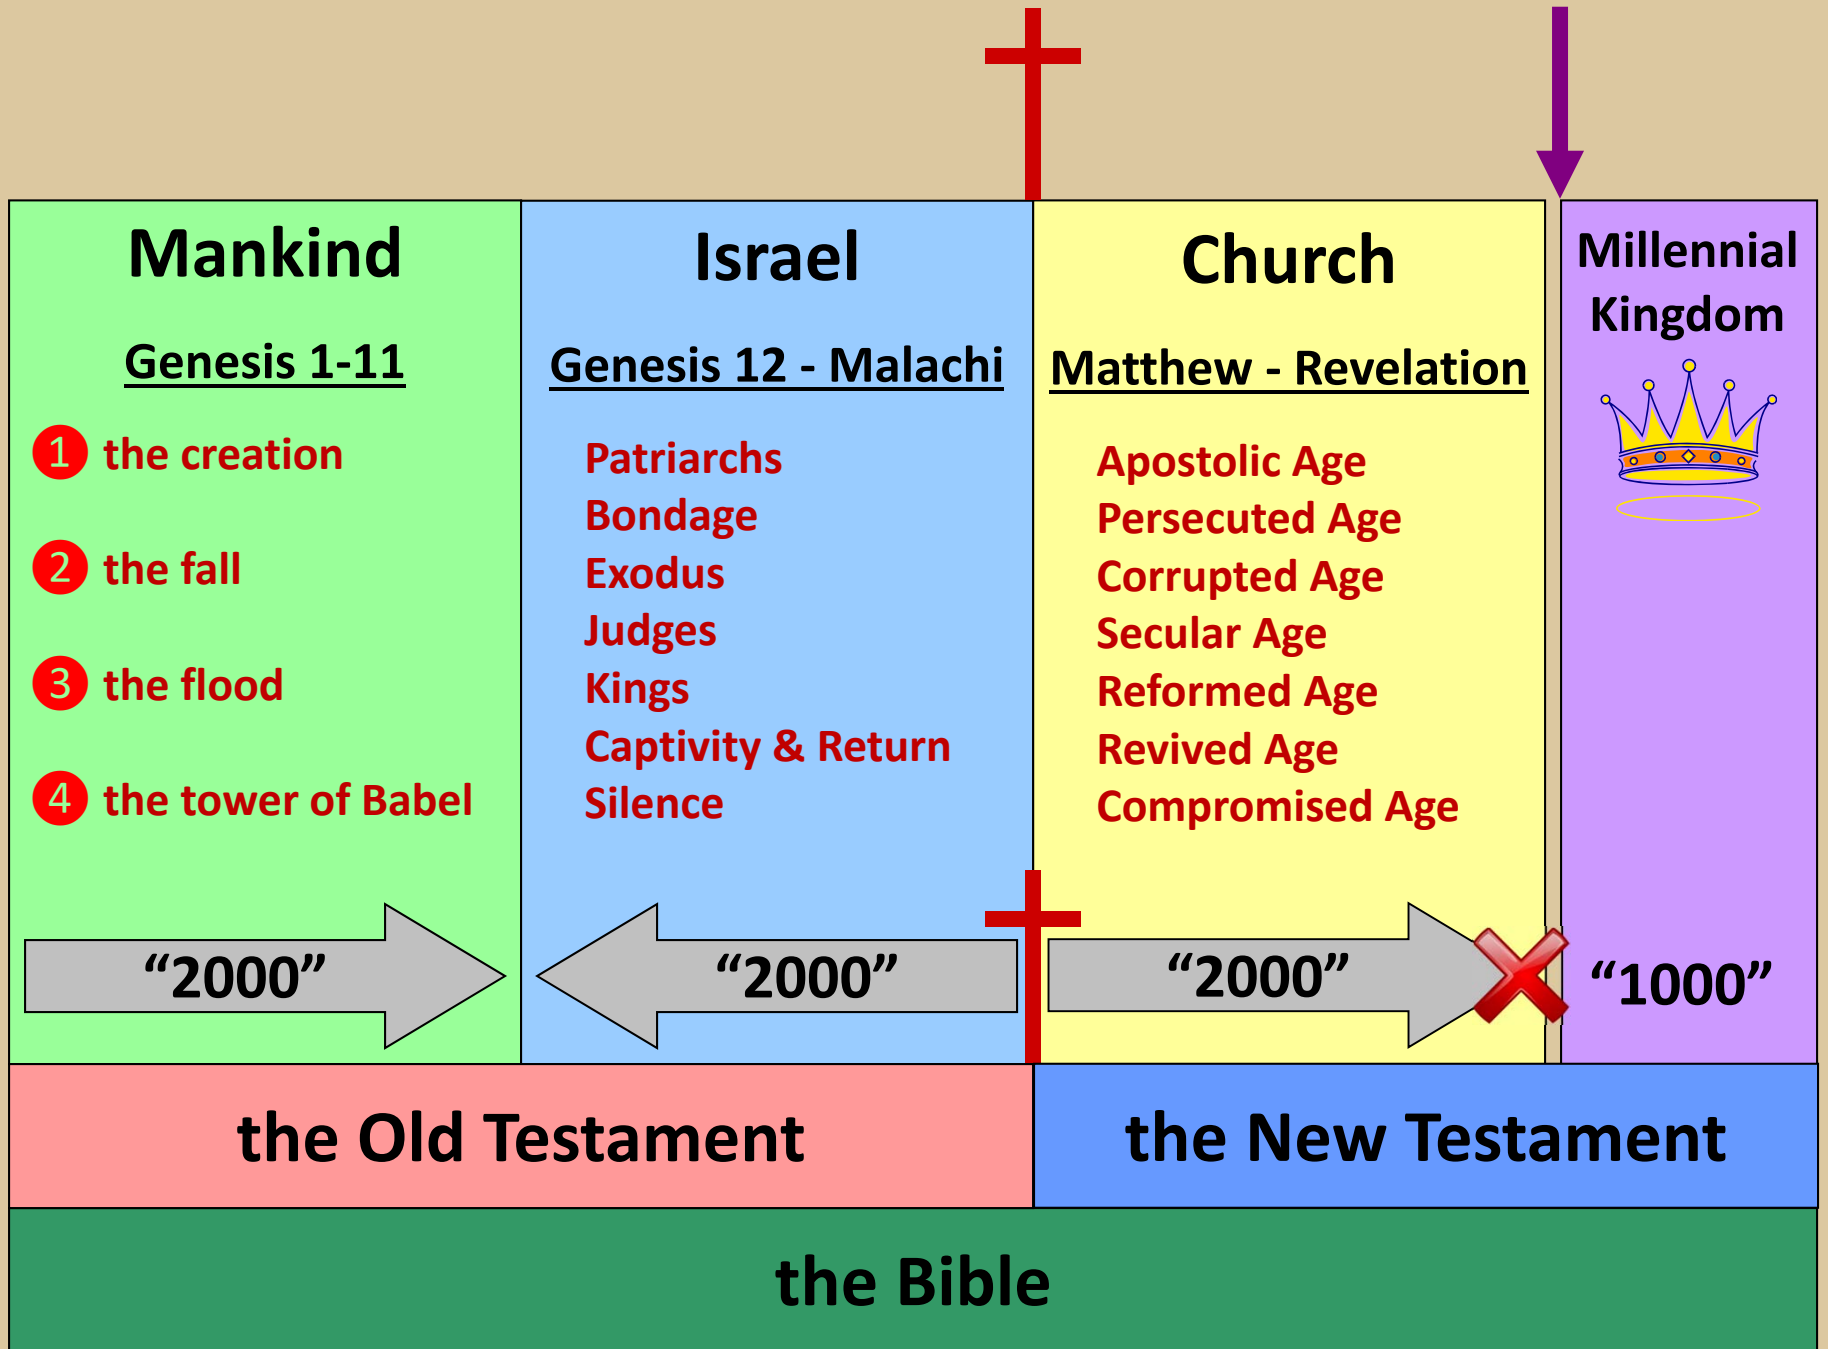 Mankind
Genesis 1-11
1 the creation
2 the fall
3 the flood
4 the tower of Babel
“2000”
Israel
Genesis 12 - Malachi
Patriarchs
Bondage
Exodus
Judges
Kings
Captivity & Return
Silence
“2000”
Church
Matthew - Revelation
Apostolic Age
Persecuted Age
Corrupted Age
Secular Age
Reformed Age
Revived Age
Compromised Age
“2000”
Millennial
Kingdom
“1000”
the Old Testament
the New Testament
the Bible